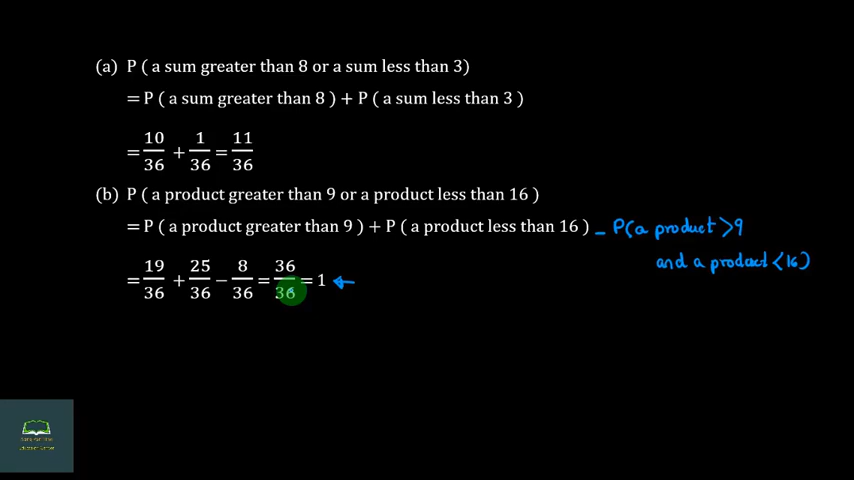 (a) P ( a sum greater than 8 or a sum less than 3)
= P ( a sum greater than 8 ) + P ( a sum less than 3 )
= 10/36 + 1/36 = 11/36
(b) P ( a product greater than 9 or a product less than 16 )
= P ( a product greater than 9 ) + P ( a product less than 16 ) – P(a product >9
and a product <16)
= 19/36 + 25/36 − 8/36 = 36/36 = 1 ←